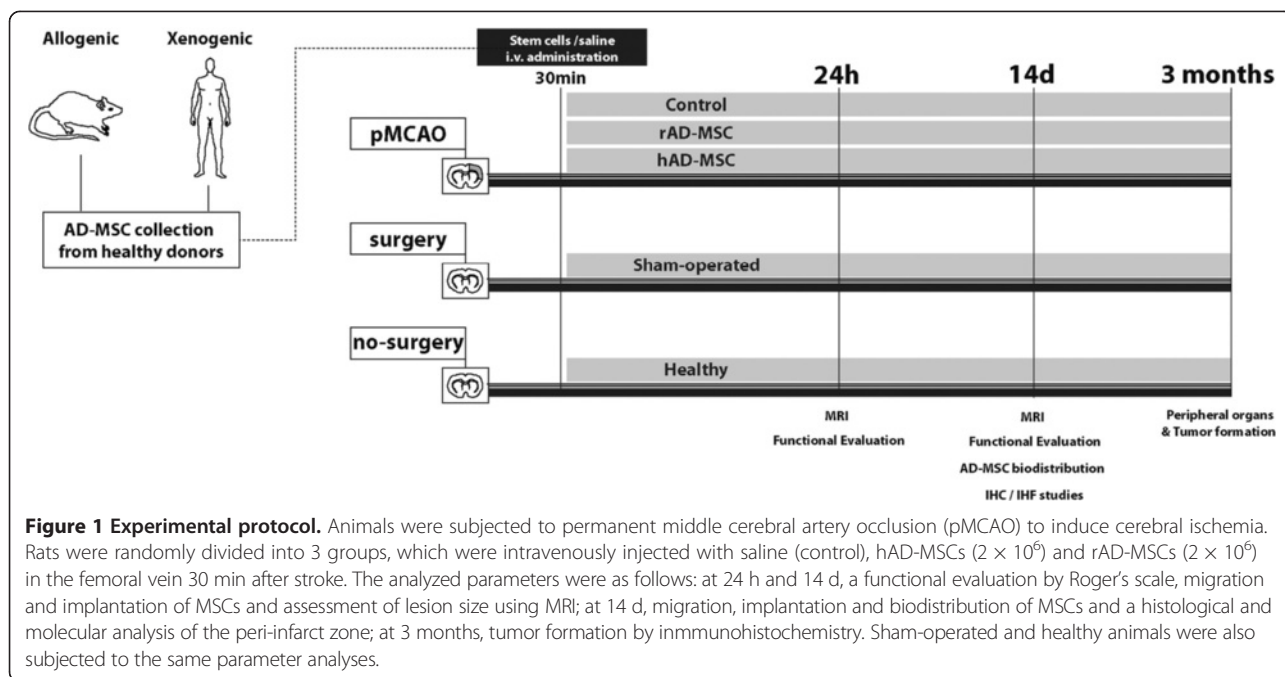 Allogenic
Xenogenic
AD-MSC collection
from healthy donors
Stem cells /saline
i.v. administration
30min
24h
14d
3 months
pMCAO
Control
rAD-MSC
hAD-MSC
surgery
Sham-operated
no-surgery
Healthy
MRI
Functional Evaluation
MRI
Functional Evaluation
AD-MSC biodistribution
IHC / IHF studies
Peripheral organs
& Tumor formation
Figure 1 Experimental protocol. Animals were subjected to permanent middle cerebral artery occlusion (pMCAO) to induce cerebral ischemia.
Rats were randomly divided into 3 groups, which were intravenously injected with saline (control), hAD-MSCs (2 × 10⁶) and rAD-MSCs (2 × 10⁶)
in the femoral vein 30 min after stroke. The analyzed parameters were as follows: at 24 h and 14 d, a functional evaluation by Roger's scale, migration
and implantation of MSCs and assessment of lesion size using MRI; at 14 d, migration, implantation and biodistribution of MSCs and a histological and
molecular analysis of the peri-infarct zone; at 3 months, tumor formation by inmmunohistochemistry. Sham-operated and healthy animals were also
subjected to the same parameter analyses.